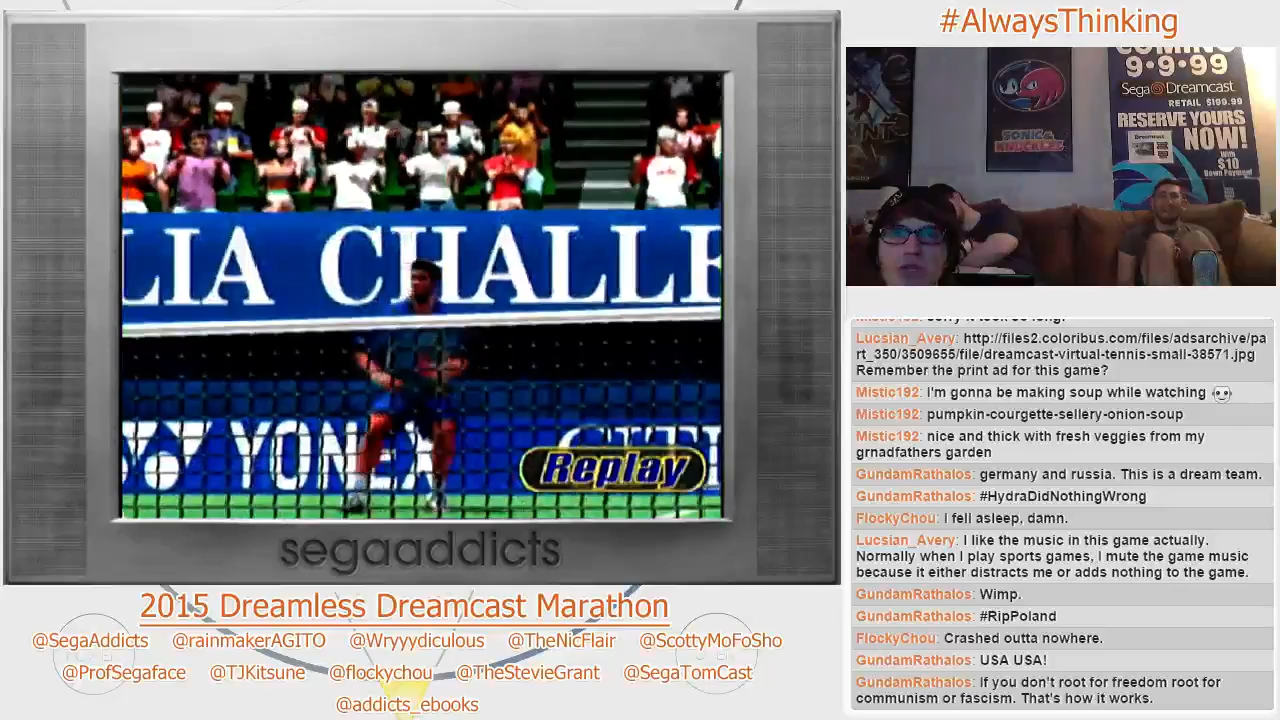 #AlwaysThinking
COMING
9·9·99
Sega Dreamcast
RETAIL $199.99
RESERVE YOURS
NOW!
With
$10
Down Payment
SONIC &
KNUCKLES
LIA CHALLE
YONEX
Replay
segaaddicts
Lucsian_Avery: http://files2.coloribus.com/files/adsarchive/pa
rt_350/3509655/file/dreamcast-virtual-tennis-small-38571.jpg
Remember the print ad for this game?
Mistic192: I'm gonna be making soup while watching
Mistic192: pumpkin-courgette-sellery-onion-soup
Mistic192: nice and thick with fresh veggies from my
grnadfathers garden
GundamRathalos: germany and russia. This is a dream team.
GundamRathalos: #HydraDidNothingWrong
FlockyChou: I fell asleep, damn.
Lucsian_Avery: I like the music in this game actually.
Normally when I play sports games, I mute the game music
because it either distracts me or adds nothing to the game.
GundamRathalos: Wimp.
GundamRathalos: #RipPoland
FlockyChou: Crashed outta nowhere.
GundamRathalos: USA USA!
GundamRathalos: If you don't root for freedom root for
communism or fascism. That's how it works.
2015 Dreamless Dreamcast Marathon
@SegaAddicts @rainmakerAGITO @Wryyydiculous @TheNicFlair @ScottyMoFoSho
@ProfSegaface @TJKitsune @flockychou @TheStevieGrant @SegaTomCast
@addicts_ebooks